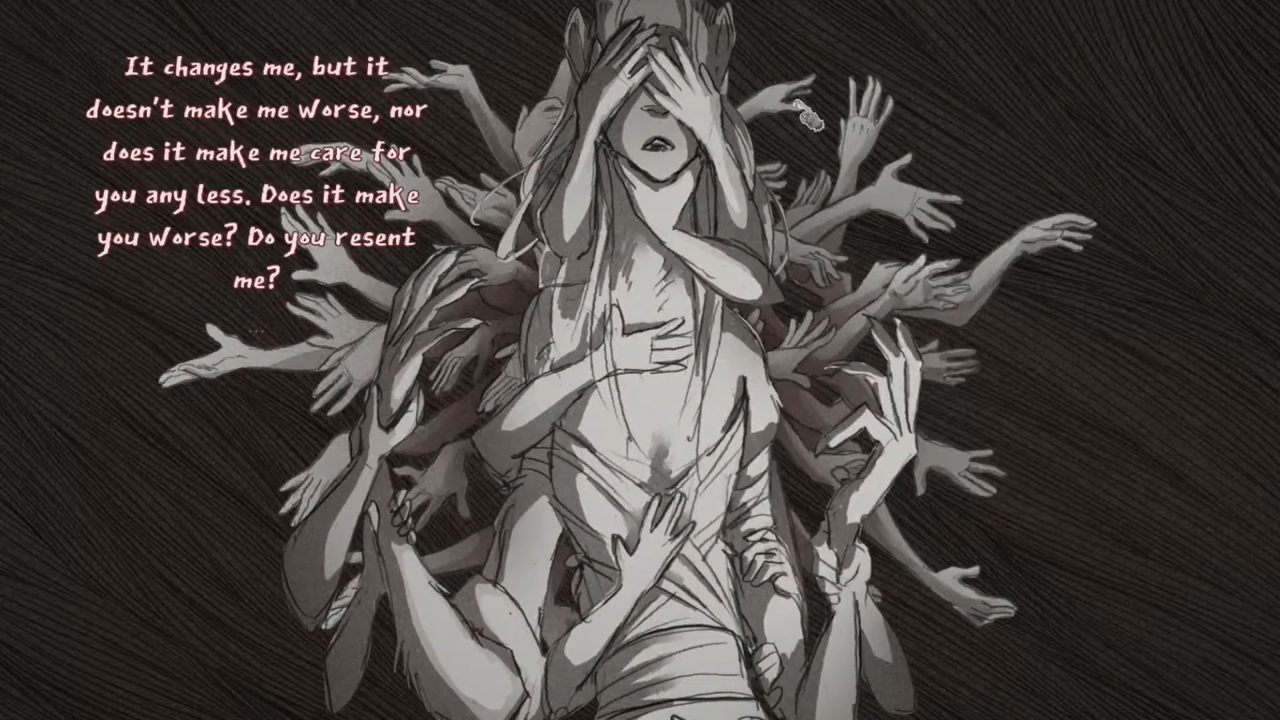 It changes me, but it
doesn't make me worse, nor
does it make me care for
you any less. Does it make
you worse? Do you resent
me?
...